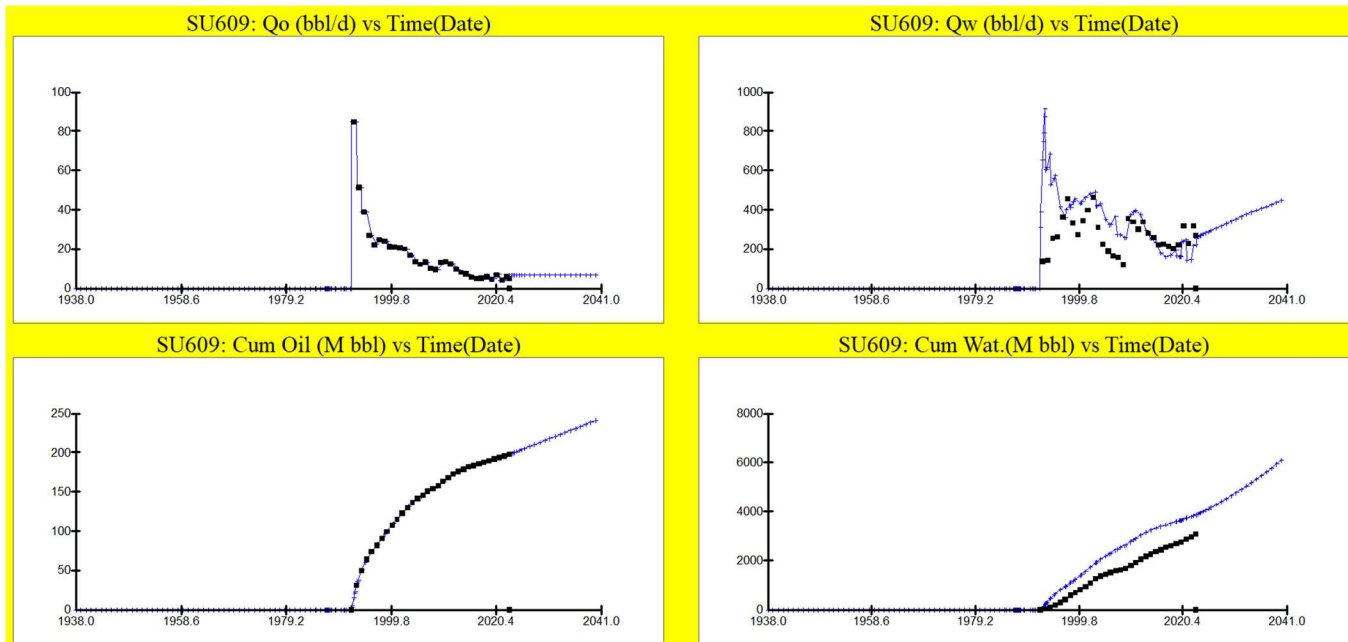 SU609: Qo (bbl/d) vs Time(Date)
100
80
60
40
20
0
1938.0 1958.6 1979.2 1999.8 2020.4 2041.0
SU609: Qw (bbl/d) vs Time(Date)
1000
800
600
400
200
0
1938.0 1958.6 1979.2 1999.8 2020.4 2041.0
SU609: Cum Oil (M bbl) vs Time(Date)
250
200
150
100
50
0
1938.0 1958.6 1979.2 1999.8 2020.4 2041.0
SU609: Cum Wat.(M bbl) vs Time(Date)
8000
6000
4000
2000
0
1938.0 1958.6 1979.2 1999.8 2020.4 2041.0